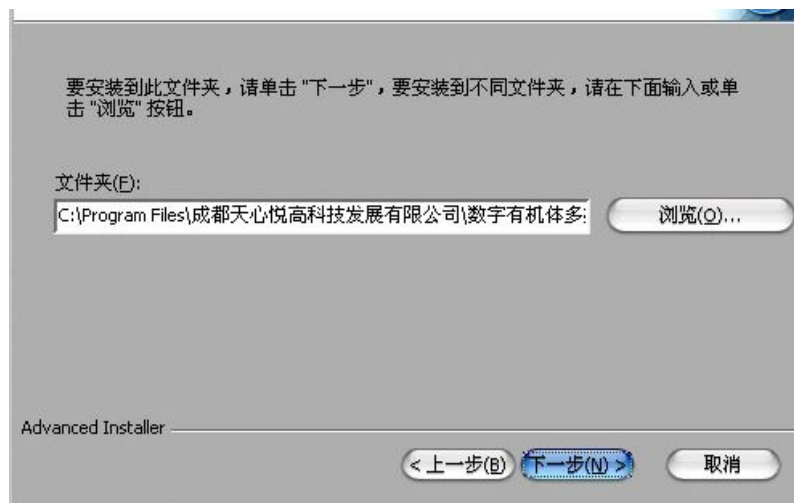 要安装到此文件夹，请单击"下一步"，要安装到不同文件夹，请在下面输入或单
击"浏览"按钮。
文件夹(F):
C:\Program Files\成都天心悦高科技发展有限公司\数字有机体多
浏览(O)...
Advanced Installer
<上一步(B) 下一步(N) > 取消